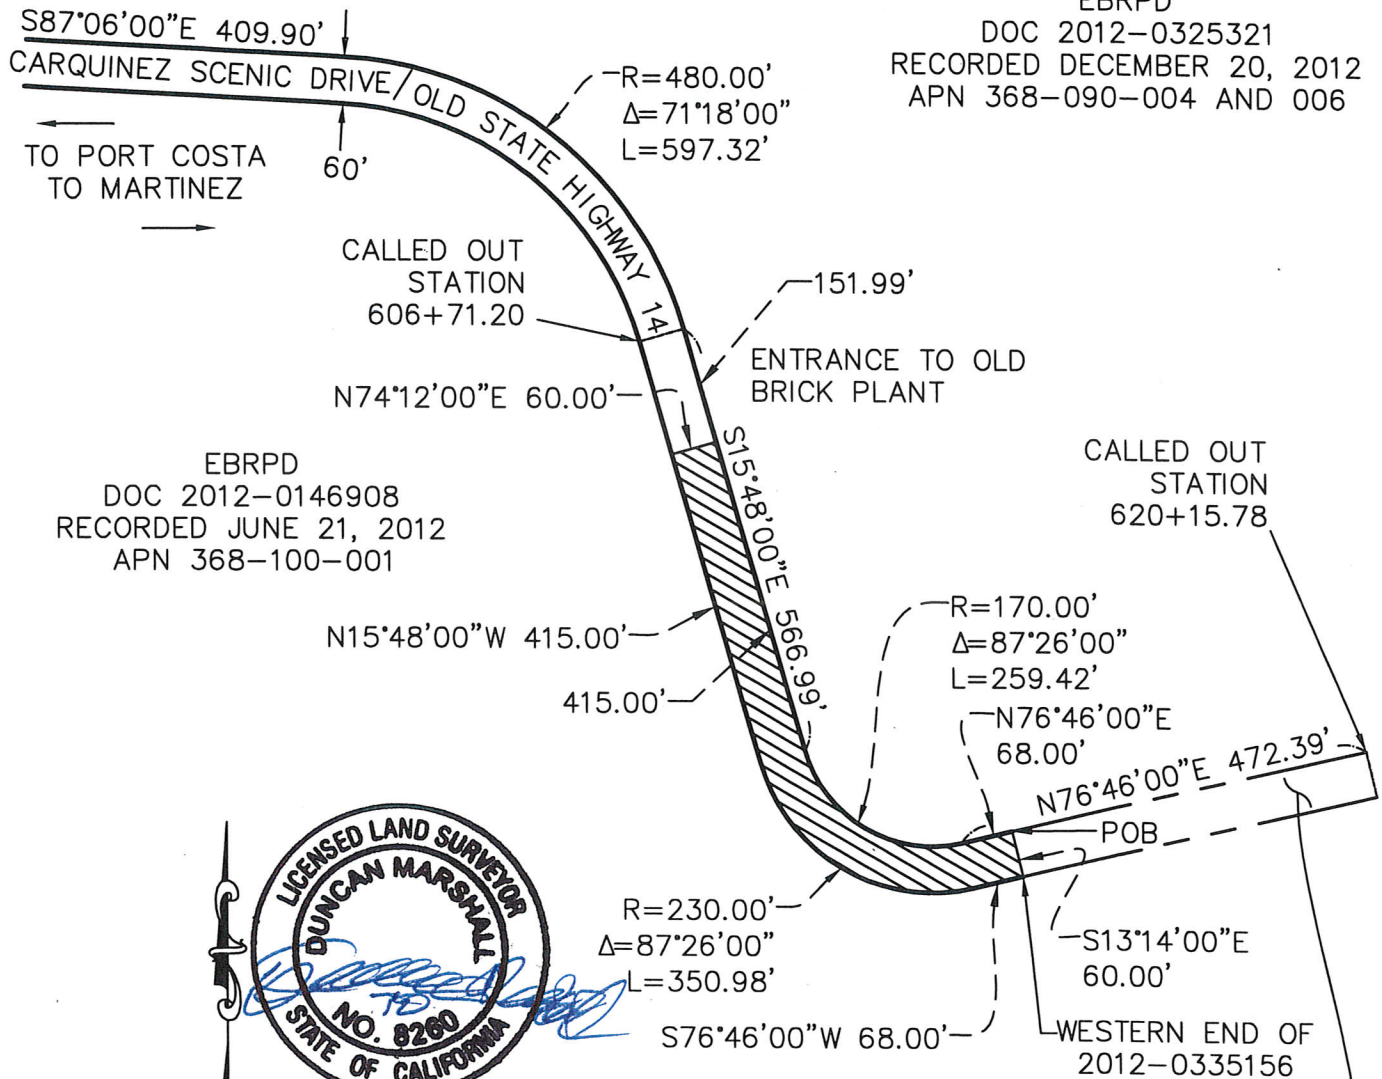 EBRPD
DOC 2012-0325321
RECORDED DECEMBER 20, 2012
APN 368-090-004 AND 006
S87°06'00"E 409.90'
CARQUINEZ SCENIC DRIVE/OLD STATE HIGHWAY 14
R=480.00'
Δ=71°18'00"
L=597.32'
TO PORT COSTA
TO MARTINEZ
60'
CALLED OUT
STATION
606+71.20
151.99'
ENTRANCE TO OLD
BRICK PLANT
N74°12'00"E 60.00'
EBRPD
DOC 2012-0146908
RECORDED JUNE 21, 2012
APN 368-100-001
S15°48'00"E 566.99'
CALLED OUT
STATION
620+15.78
N15°48'00"W 415.00'
415.00'
R=170.00'
Δ=87°26'00"
L=259.42'
N76°46'00"E
68.00'
N76°46'00"E 472.39'
POB
LICENSED LAND SURVEYOR
DUNCAN MARSHALL
NO. 8260
STATE OF CALIFORNIA
R=230.00'
Δ=87°26'00"
L=350.98'
S76°46'00"W 68.00'
S13°14'00"E
60.00'
WESTERN END OF
2012-0335156